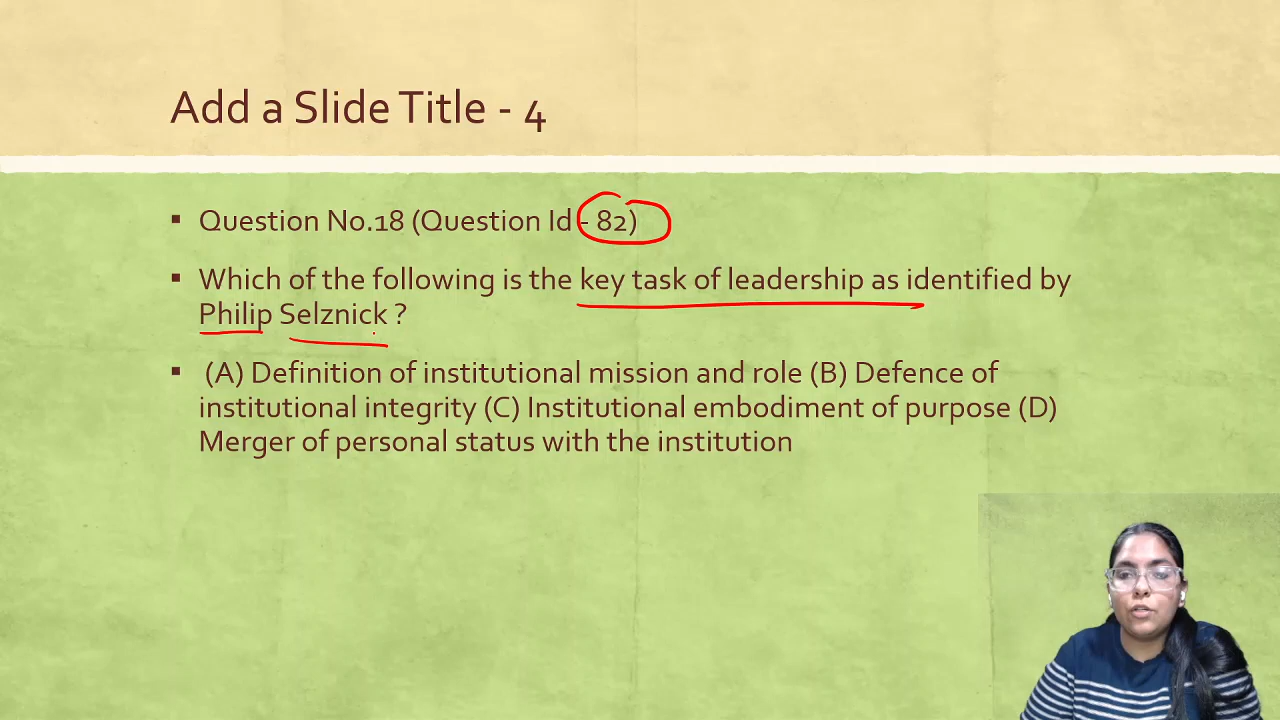 Add a Slide Title - 4
Question No.18 (Question Id - 82)
Which of the following is the key task of leadership as identified by
Philip Selznick ?
(A) Definition of institutional mission and role (B) Defence of
institutional integrity (C) Institutional embodiment of purpose (D)
Merger of personal status with the institution